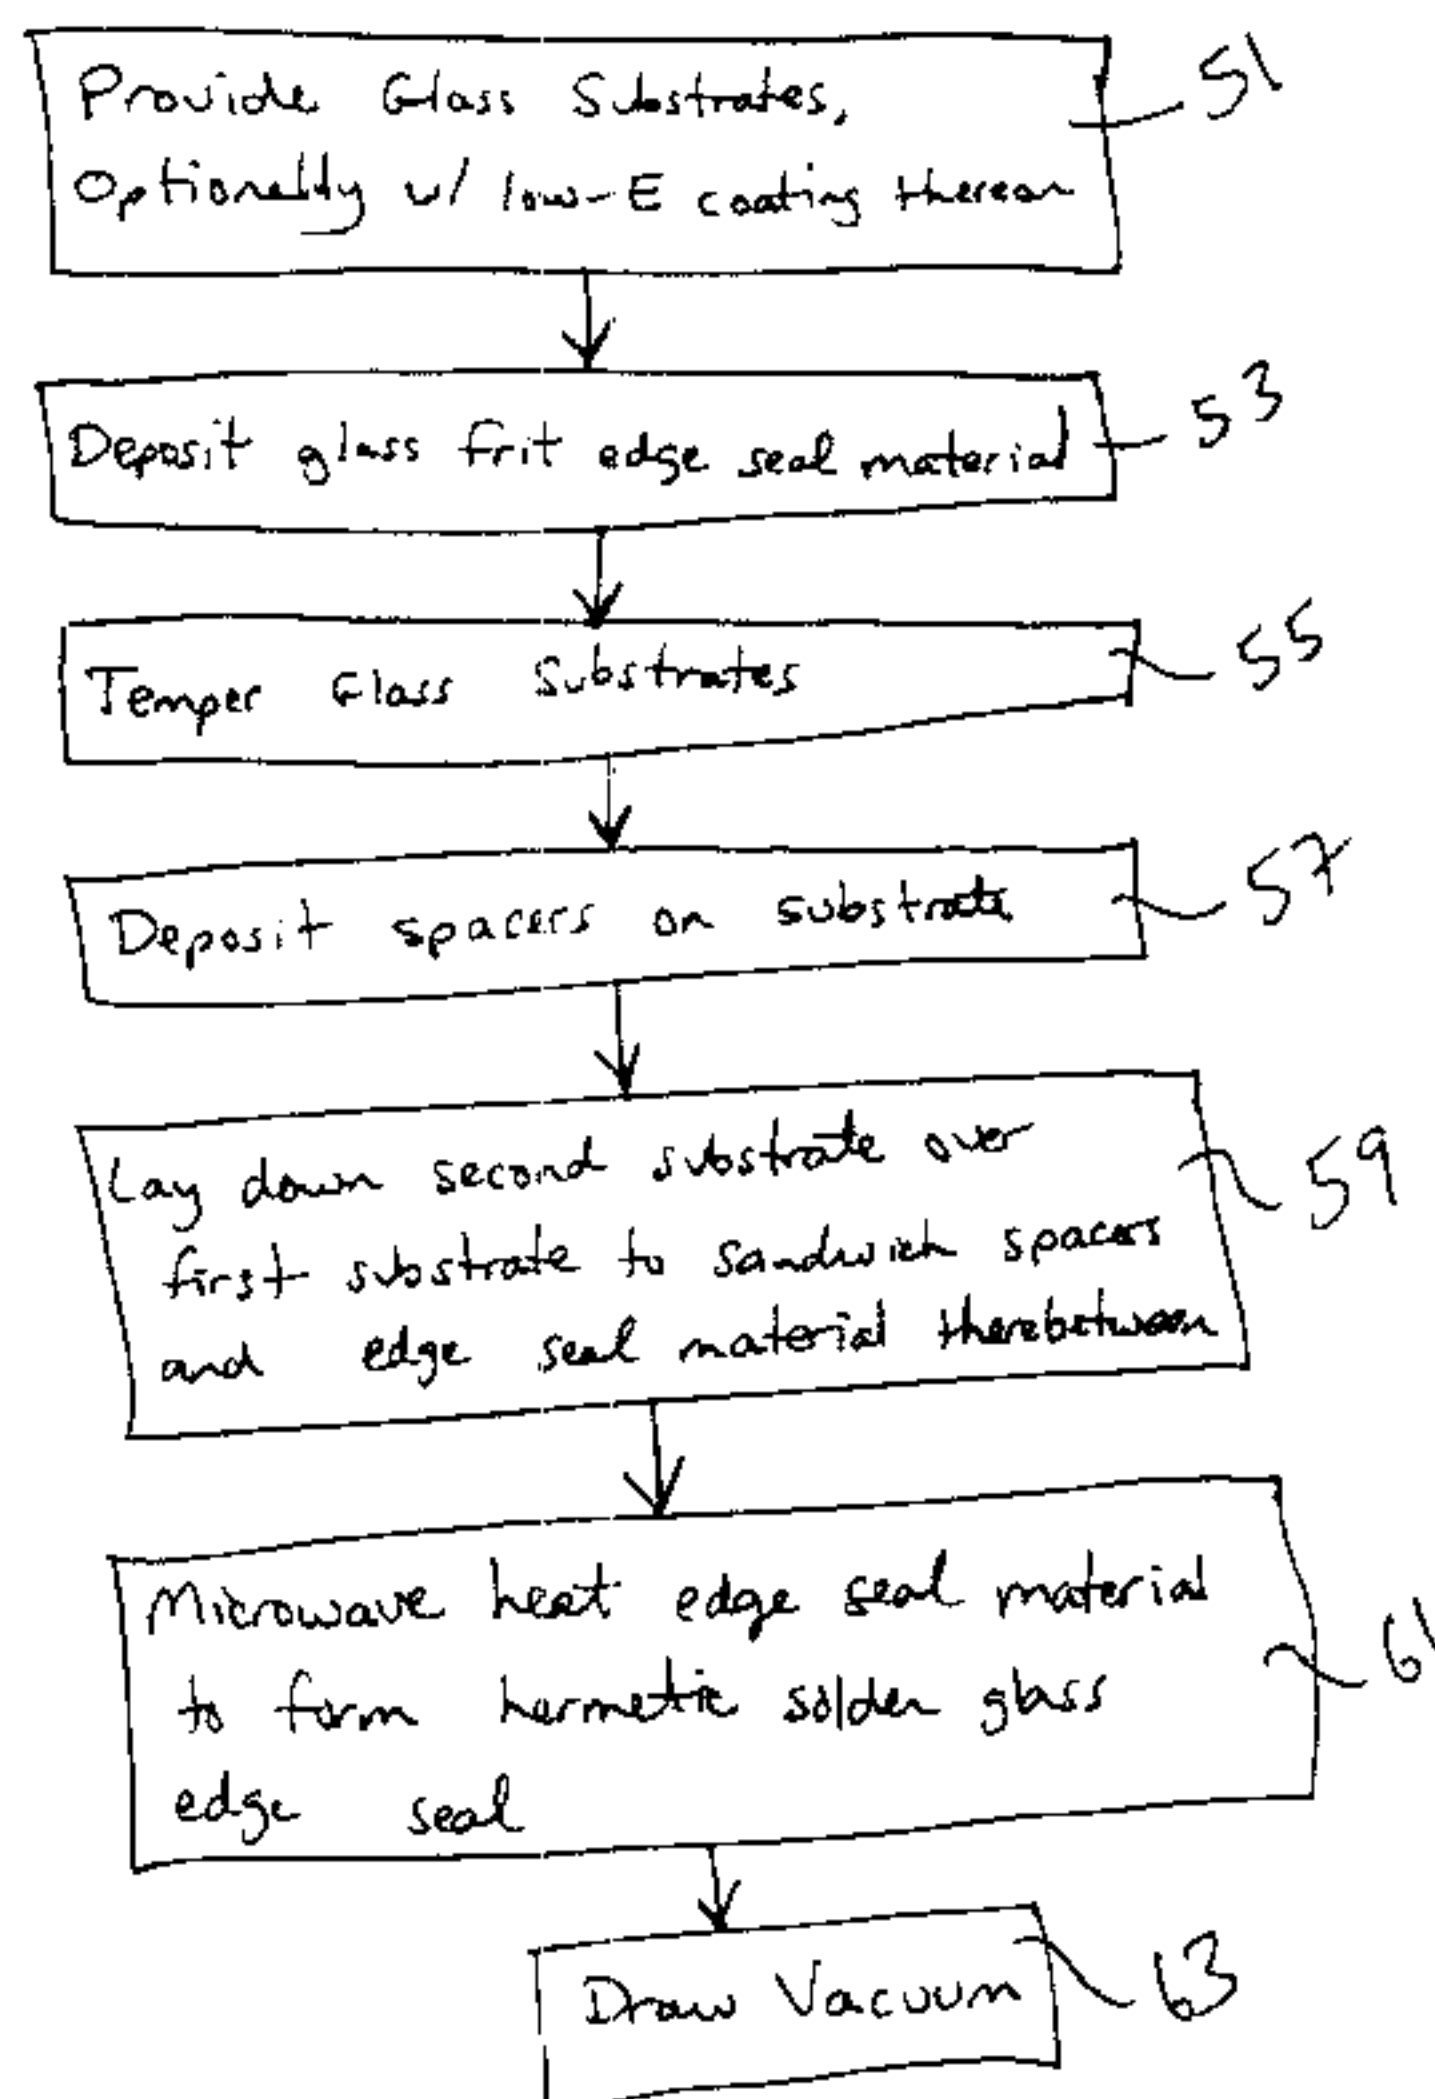 Provide Glass Substrates,
Optionally w/ low-E coating thereon
51
Deposit glass frit edge seal material
53
Temper Glass Substrates
55
Deposit spacers on substrate
57
Lay down second substrate over
first substrate to sandwich spacers
and edge seal material therebetween
59
Microwave heat edge seal material
to form hermetic solder glass
edge seal
61
Draw Vacuum
63